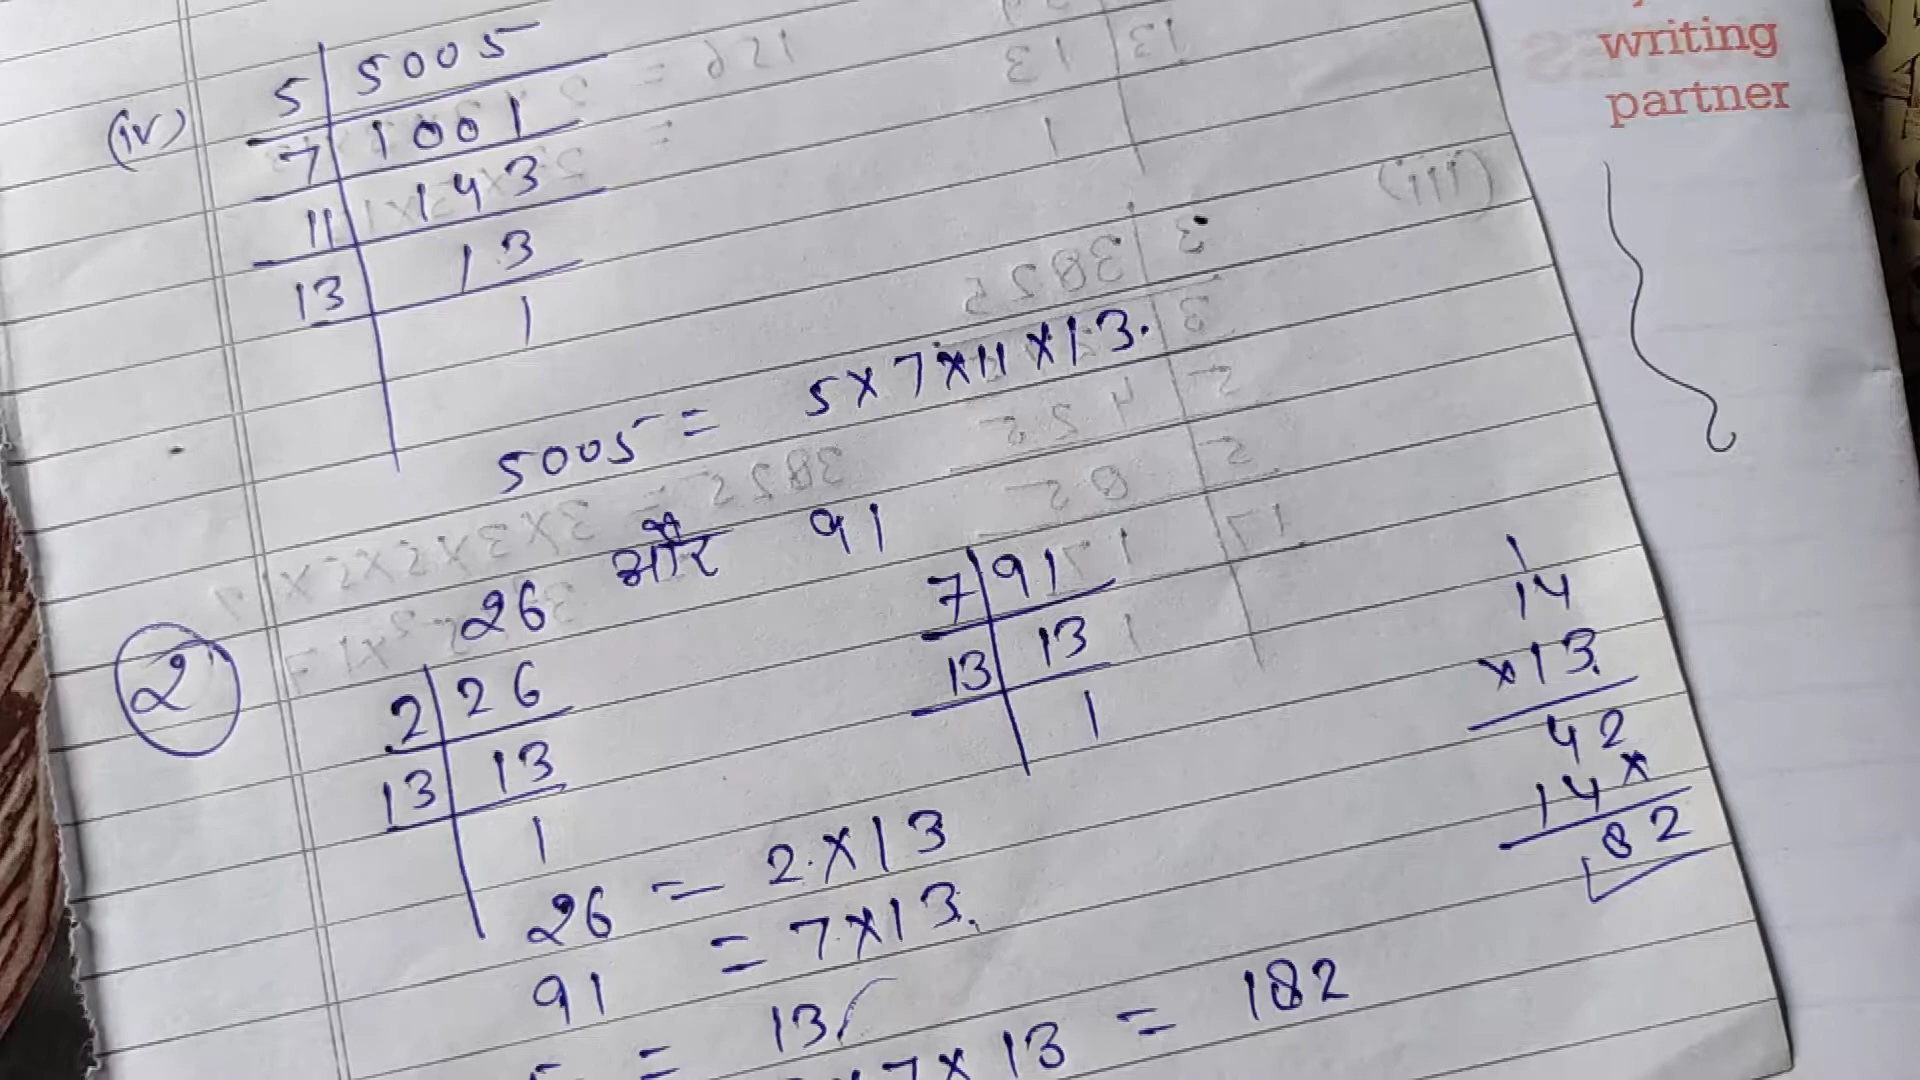 writing
partner
(iv)
5 | 5005
7 | 1001
11 | 143
13 | 13
1
5005 = 5 x 7 x 11 x 13.
2
26 और 91
2 | 26
13 | 13
1
7 | 91
13 | 13
1
1
14
x 13
42
14 x
182
26 = 2 x 13
91 = 7 x 13
= 13
x 7 x 13 = 182